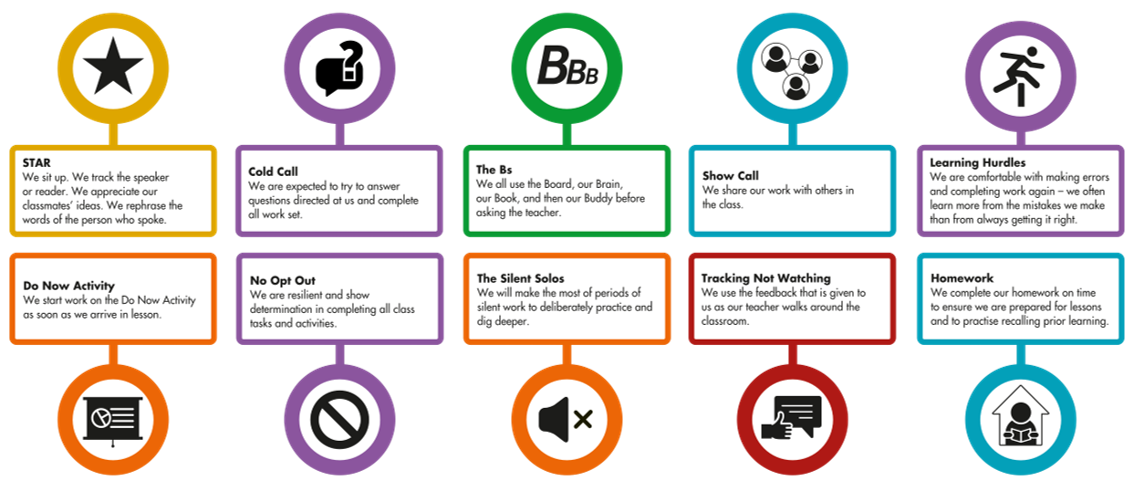 ?
BBB
STAR
We sit up. We track the speaker
or reader. We appreciate our
classmates' ideas. We rephrase the
words of the person who spoke.
Cold Call
We are expected to try to answer
questions directed at us and complete
all work set.
The Bs
We all use the Board, our Brain,
our Book, and then our Buddy before
asking the teacher.
Show Call
We share our work with others in
the class.
Learning Hurdles
We are comfortable with making errors
and completing work again – we often
learn more from the mistakes we make
than from always getting it right.
Do Now Activity
We start work on the Do Now Activity
as soon as we arrive in lesson.
No Opt Out
We are resilient and show
determination in completing all class
tasks and activities.
The Silent Solos
We will make the most of periods of
silent work to deliberately practice and
dig deeper.
Tracking Not Watching
We use the feedback that is given to
us as our teacher walks around the
classroom.
Homework
We complete our homework on time
to ensure we are prepared for lessons
and to practise recalling prior learning.